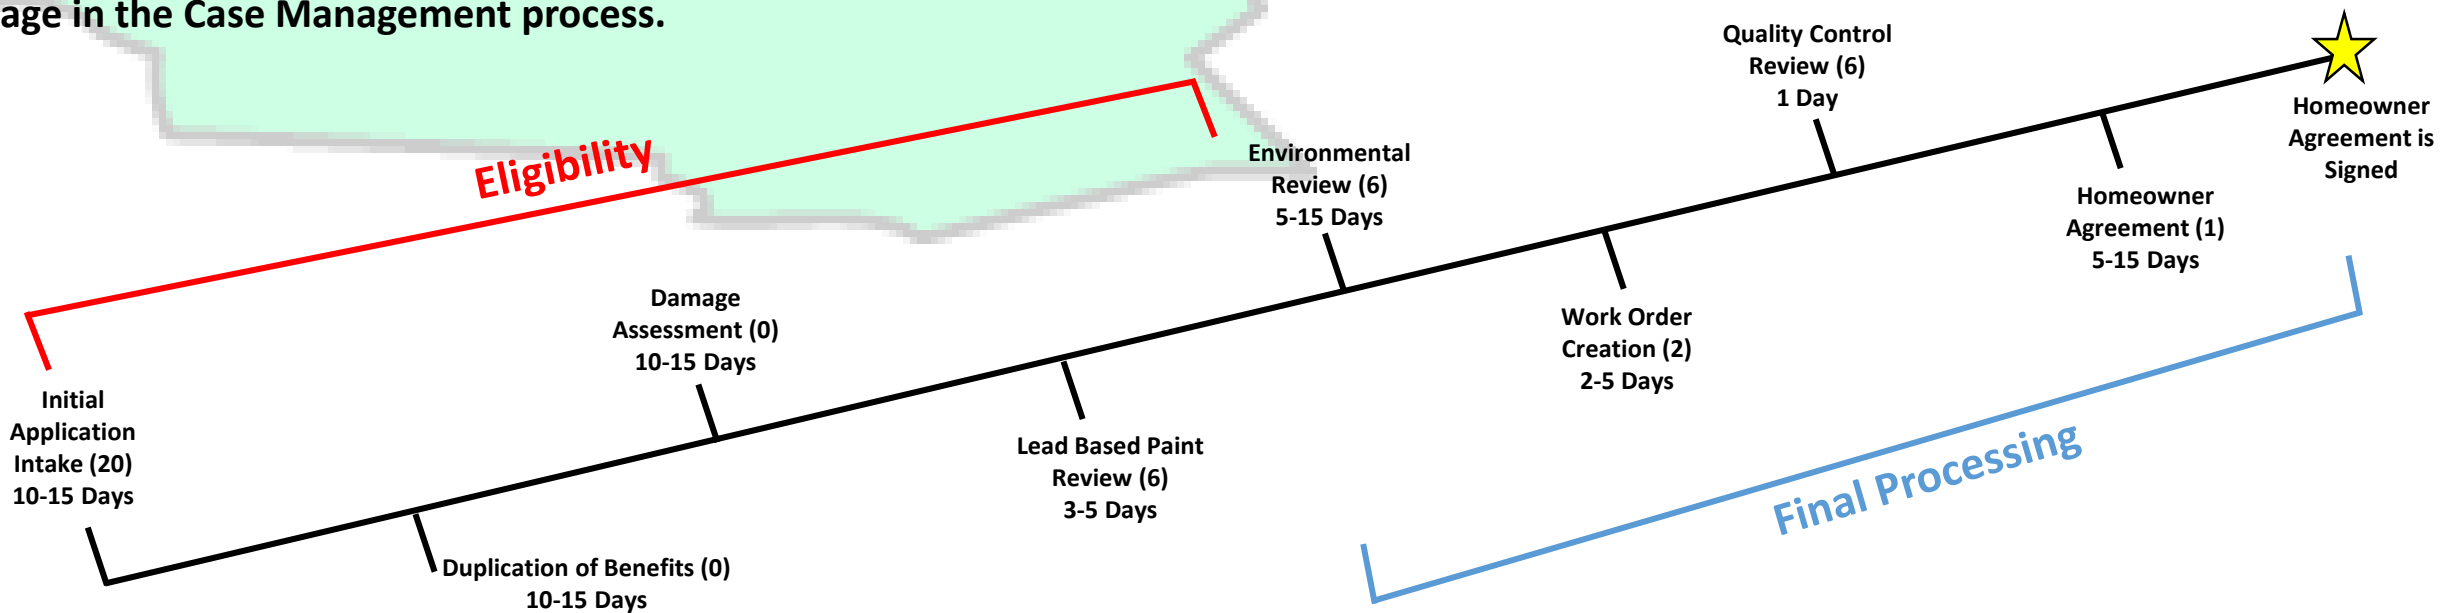 age in the Case Management process.
Eligibility
Initial
Application
Intake (20)
10-15 Days
Duplication of Benefits (0)
10-15 Days
Damage
Assessment (0)
10-15 Days
Lead Based Paint
Review (6)
3-5 Days
Environmental
Review (6)
5-15 Days
Work Order
Creation (2)
2-5 Days
Quality Control
Review (6)
1 Day
Homeowner
Agreement (1)
5-15 Days
Homeowner
Agreement is
Signed
Final Processing